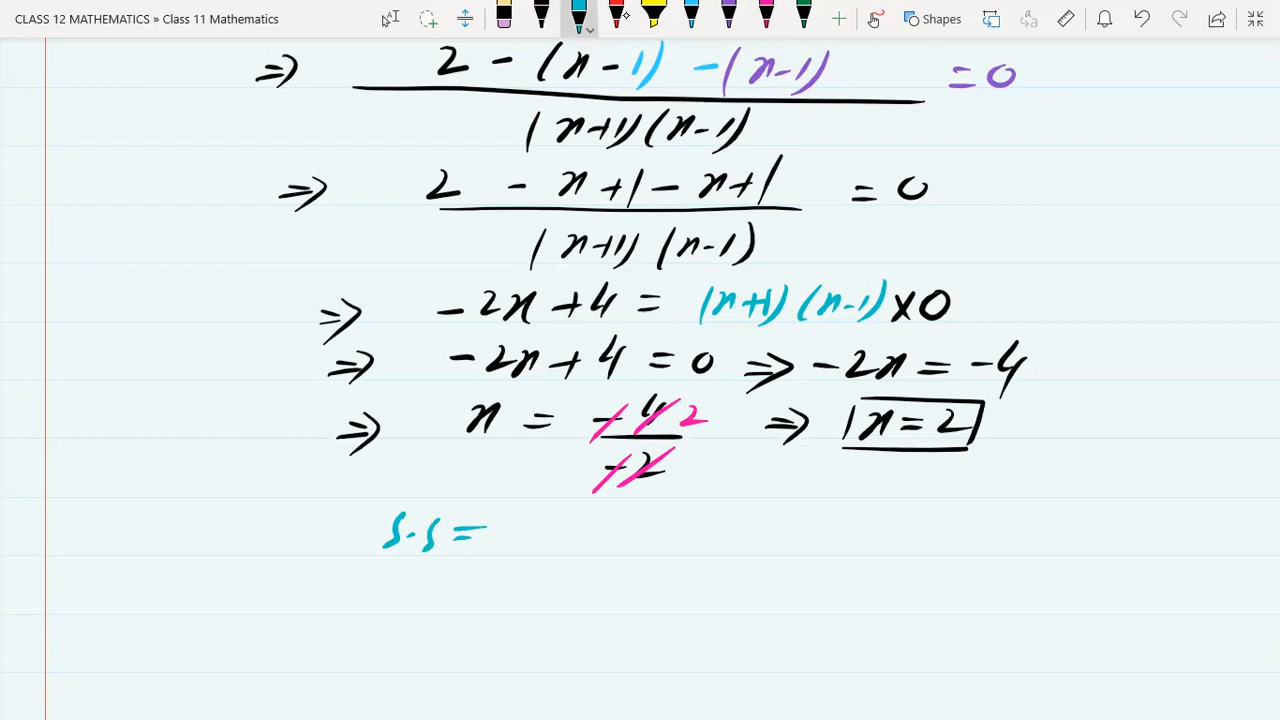 CLASS 12 MATHEMATICS » Class 11 Mathematics
Shapes
⇒ 2 - (x-1) - (x-1) = 0
(x+1)(x-1)
⇒ 2 - x+1 - x+1 = 0
(x+1)(x-1)
⇒ -2x+4 = (x+1)(x-1)×0
⇒ -2x+4 = 0 ⇒ -2x = -4
⇒ x = -4 2 ⇒ x=2
-2
S.S =